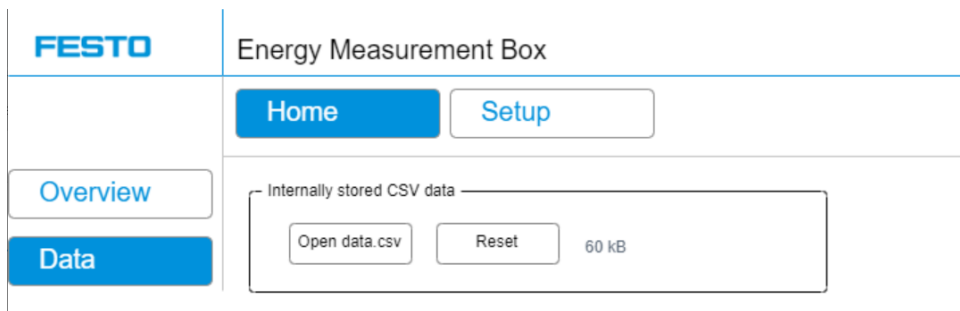 FESTO
Energy Measurement Box
Home Setup
Overview
Internally stored CSV data
Open data.csv Reset 60 kB
Data